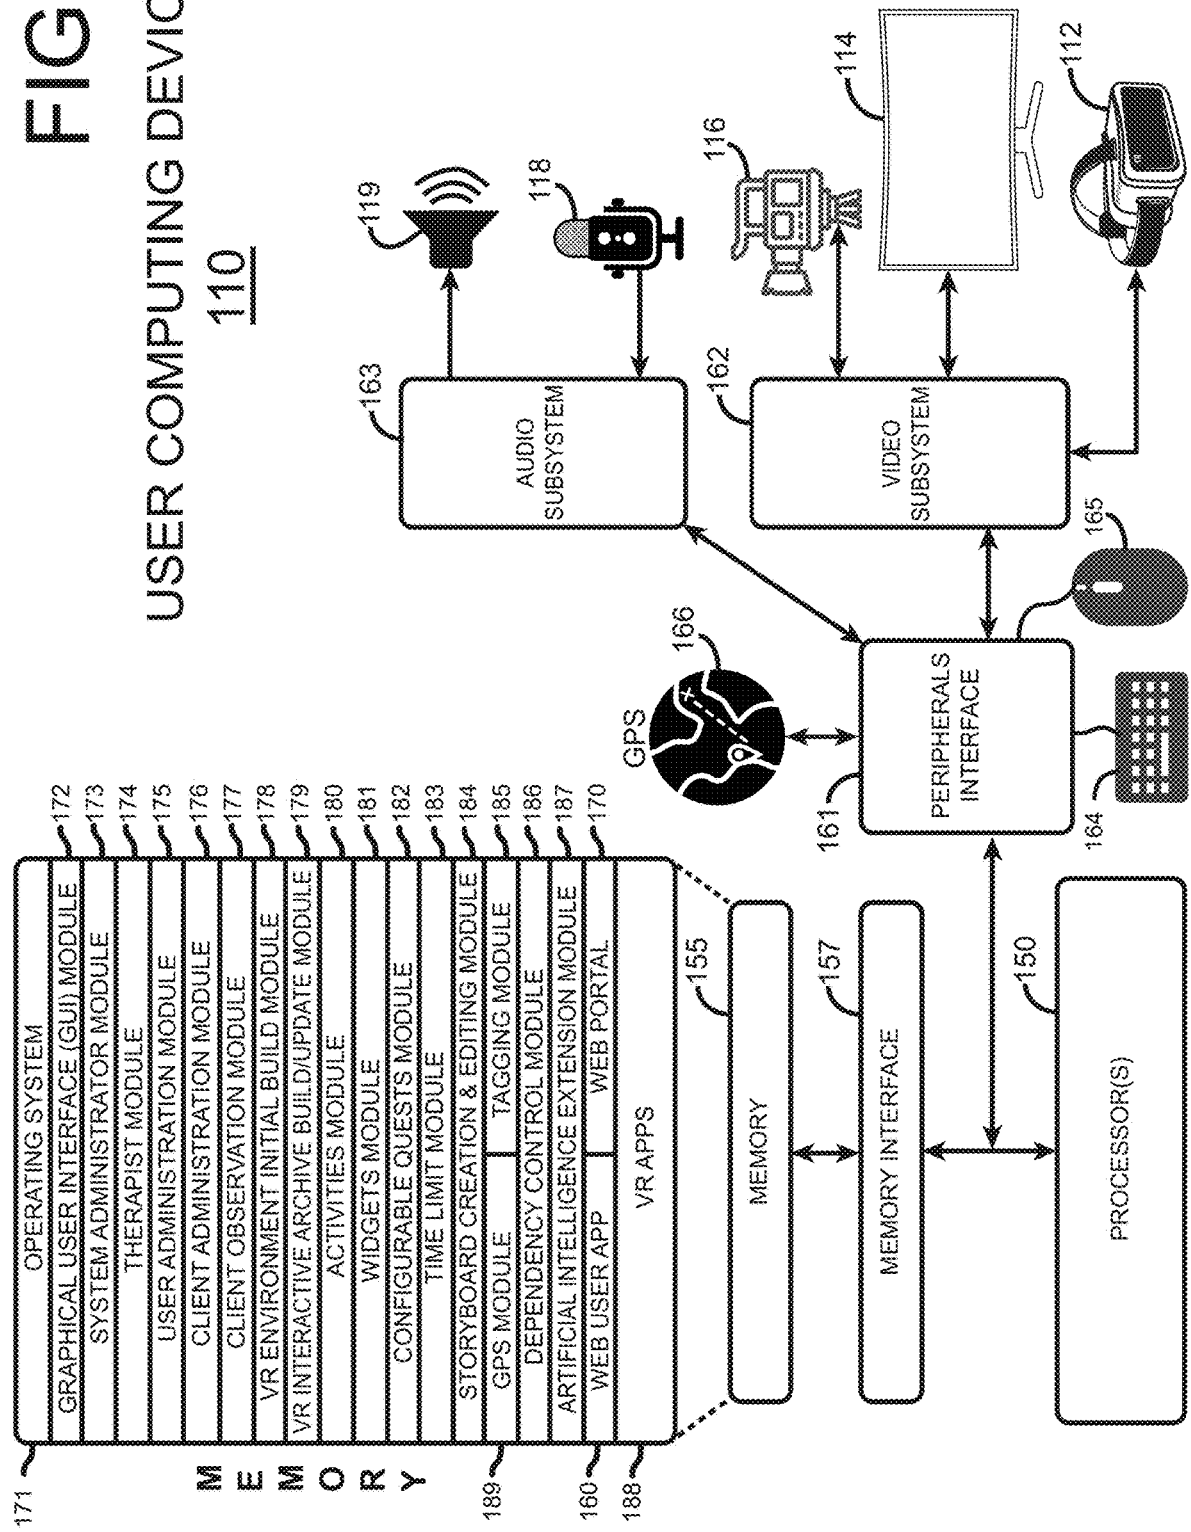 FIG
USER COMPUTING DEVIC
110
171
OPERATING SYSTEM
GRAPHICAL USER INTERFACE (GUI) MODULE
172
SYSTEM ADMINISTRATOR MODULE
173
THERAPIST MODULE
174
USER ADMINISTRATION MODULE
175
CLIENT ADMINISTRATION MODULE
176
CLIENT OBSERVATION MODULE
177
VR ENVIRONMENT INITIAL BUILD MODULE
178
VR INTERACTIVE ARCHIVE BUILD/UPDATE MODULE
179
ACTIVITIES MODULE
180
WIDGETS MODULE
181
CONFIGURABLE QUESTS MODULE
182
TIME LIMIT MODULE
183
STORYBOARD CREATION & EDITING MODULE
184
189
GPS MODULE
TAGGING MODULE
185
DEPENDENCY CONTROL MODULE
186
ARTIFICIAL INTELLIGENCE EXTENSION MODULE
187
160
WEB USER APP
WEB PORTAL
170
188
VR APPS
MEMORY
MEMORY
155
MEMORY INTERFACE
157
PROCESSOR(S)
150
GPS
166
PERIPHERALS
INTERFACE
161
164
165
AUDIO
SUBSYSTEM
163
VIDEO
SUBSYSTEM
162
119
118
116
114
112